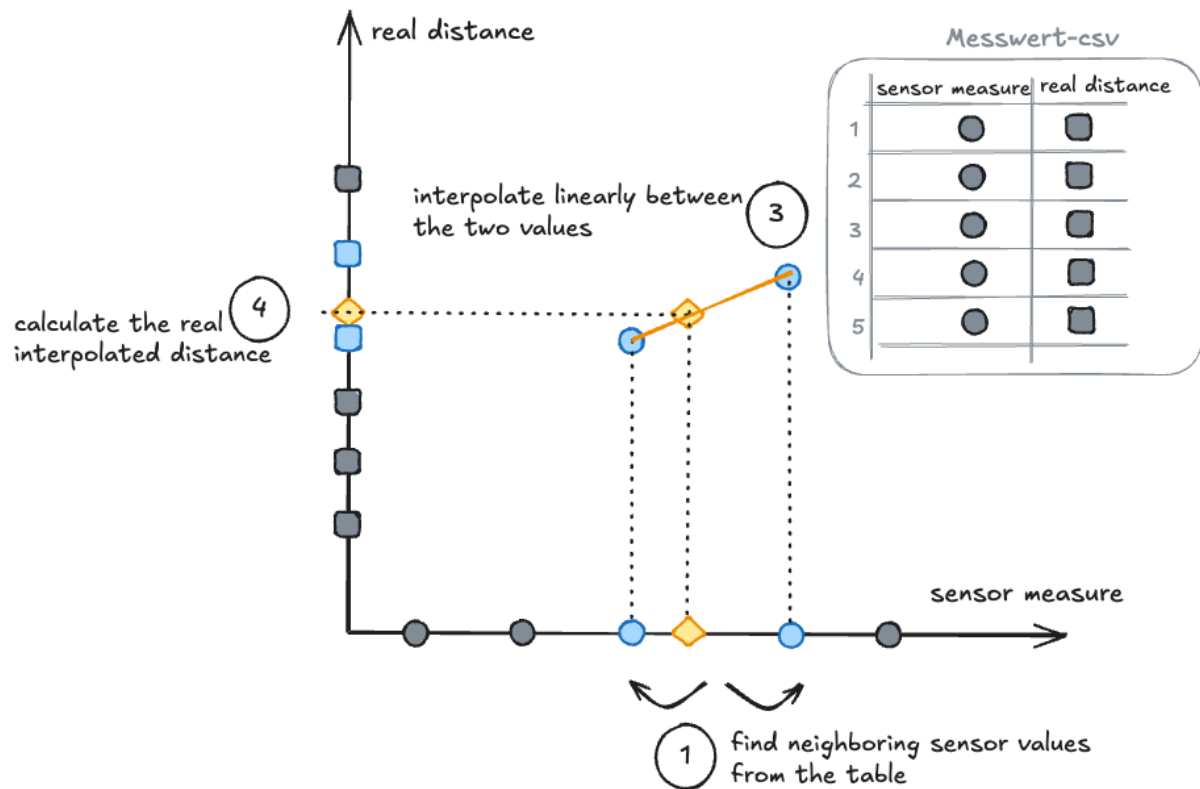 real distance
Messwert-csv
sensor measure real distance
1
2
3
4
5
interpolate linearly between
the two values
3
4
calculate the real
interpolated distance
sensor measure
1
find neighboring sensor values
from the table